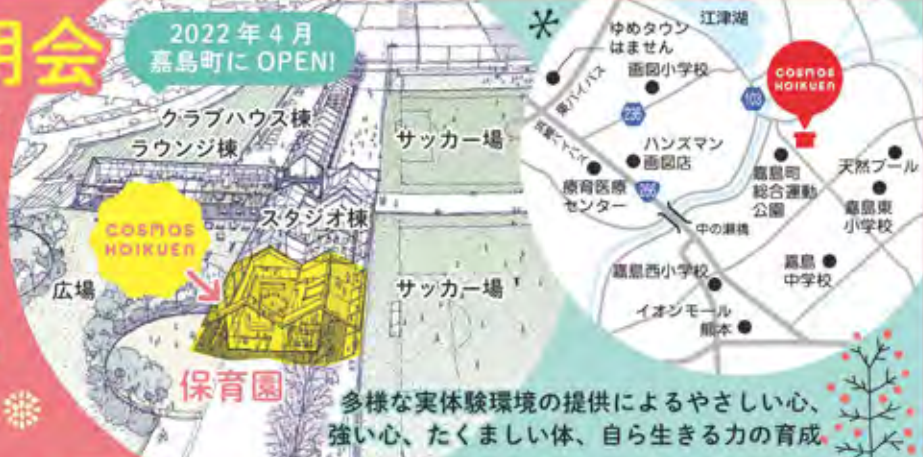 明会
2022年4月
嘉島町にOPEN!
クラブハウス棟
ラウンジ棟
サッカー場
スタジオ棟
COSMOS
HOIKUEN
広場
サッカー場
保育園
江津湖
ゆめタウン
はません
画図小学校
東バイパス
浜線バイパス
236
103
COSMOS
HOIKUEN
ハンズマン
画図店
療育医療
センター
266
中の瀬橋
嘉島町
総合運動
公園
天然プール
嘉島東
小学校
嘉島西小学校
嘉島
中学校
イオンモール
熊本
多様な実体験環境の提供によるやさしい心、
強い心、たくましい体、自ら生きる力の育成